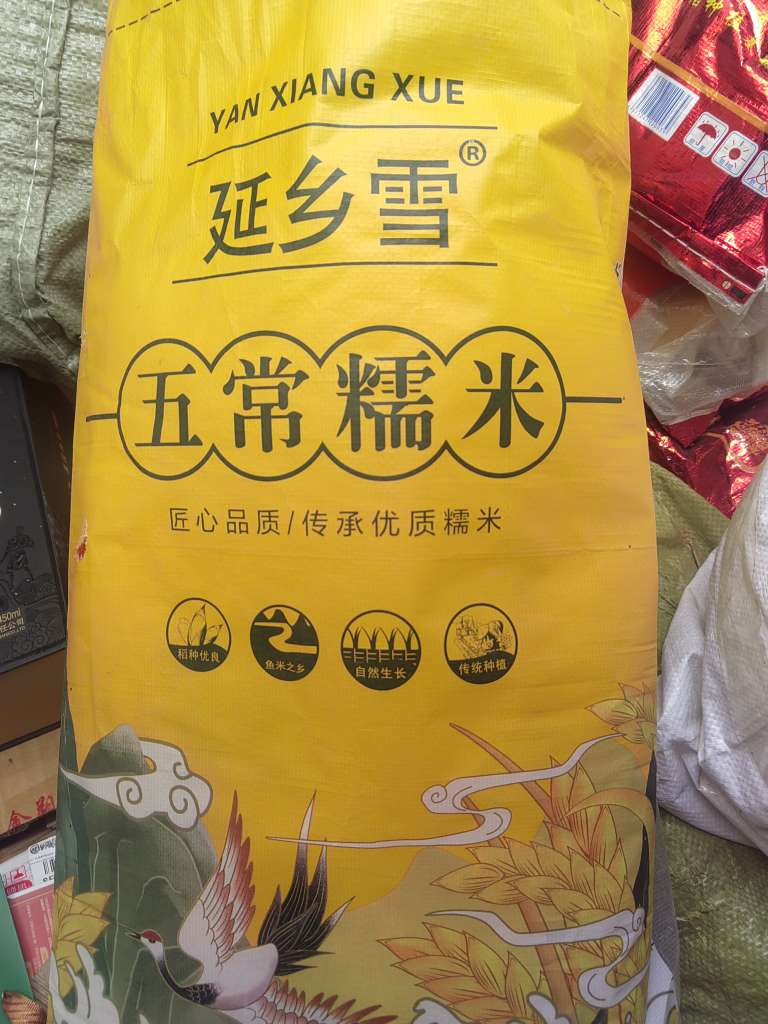 YAN XIANG XUE
延乡雪®
五常糯米
匠心品质/传承优质糯米
稻种优良
鱼米之乡
自然生长
传统种植